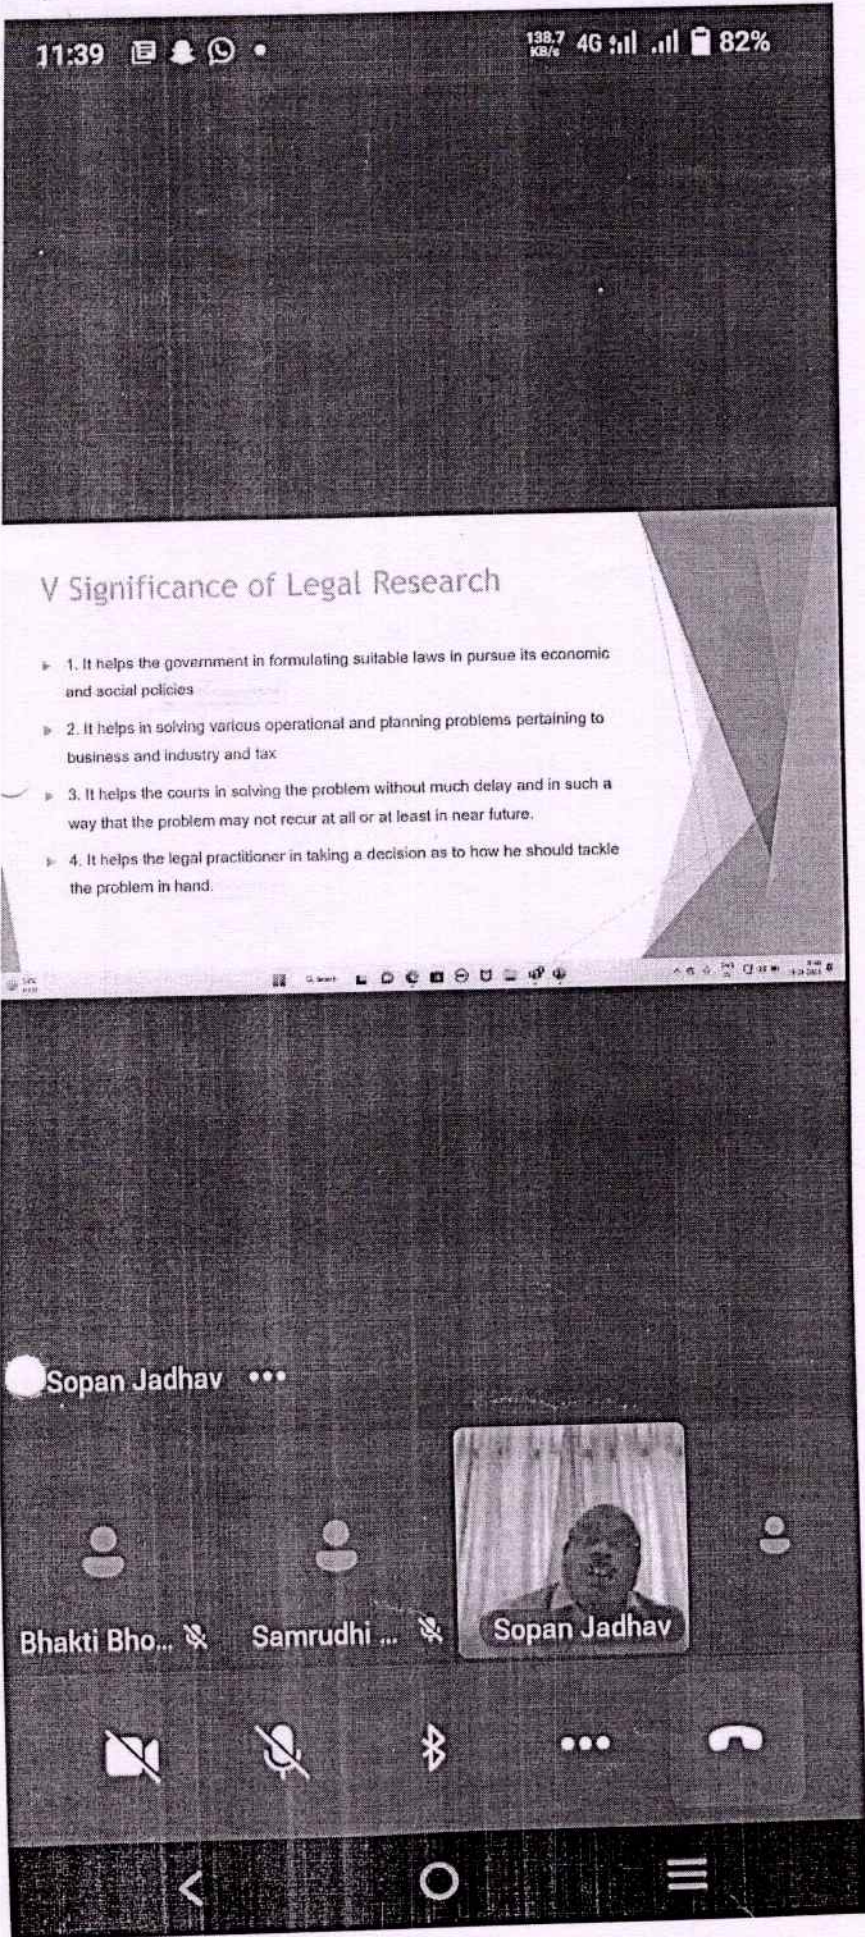 11:39
138.7
KB/s 4G 82%
V Significance of Legal Research
1. It helps the government in formulating suitable laws in pursue its economic
and social policies
2. It helps in solving various operational and planning problems pertaining to
business and industry and tax
3. It helps the courts in solving the problem without much delay and in such a
way that the problem may not recur at all or at least in near future.
4. It helps the legal practitioner in taking a decision as to how he should tackle
the problem in hand.
Sopan Jadhav
Bhakti Bho... Samrudhi ... Sopan Jadhav